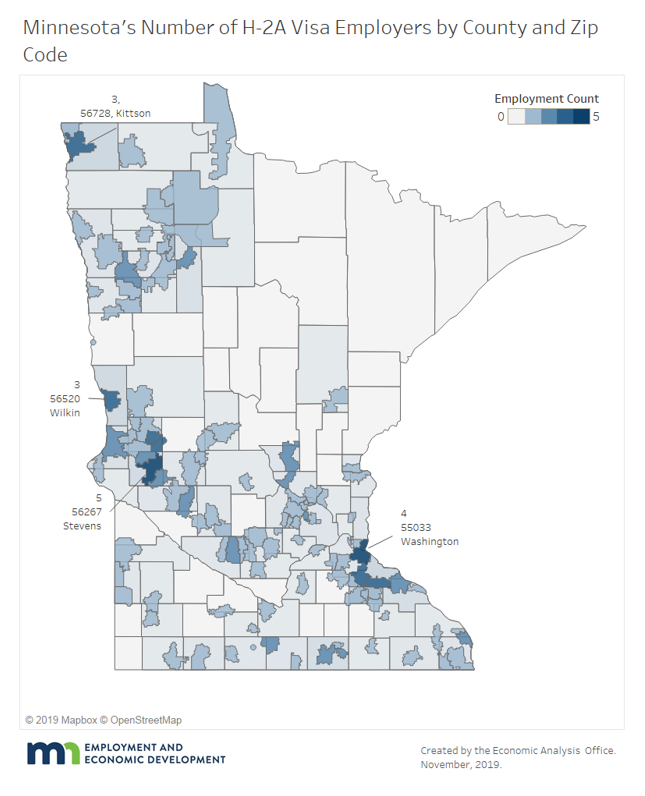 Minnesota's Number of H-2A Visa Employers by County and Zip
Code
Employment Count
0 5
3,
56728, Kittson
3
56520
Wilkin
5
56267
Stevens
4
55033
Washington
© 2019 Mapbox © OpenStreetMap
mn EMPLOYMENT AND
ECONOMIC DEVELOPMENT
Created by the Economic Analysis Office.
November, 2019.